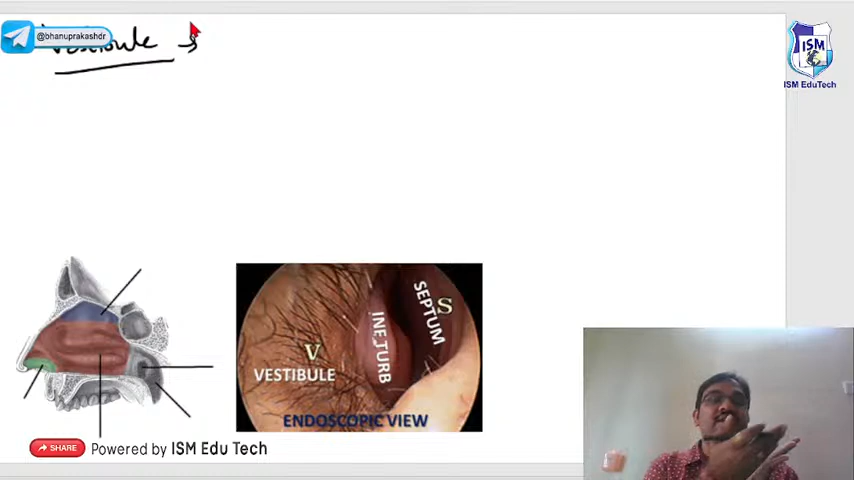 @bhanuprakashdr
Vestibule →
ISM
ISM EduTech
V
VESTIBULE
INF.TURB
SEPTUM
S
ENDOSCOPIC VIEW
SHARE
Powered by ISM Edu Tech